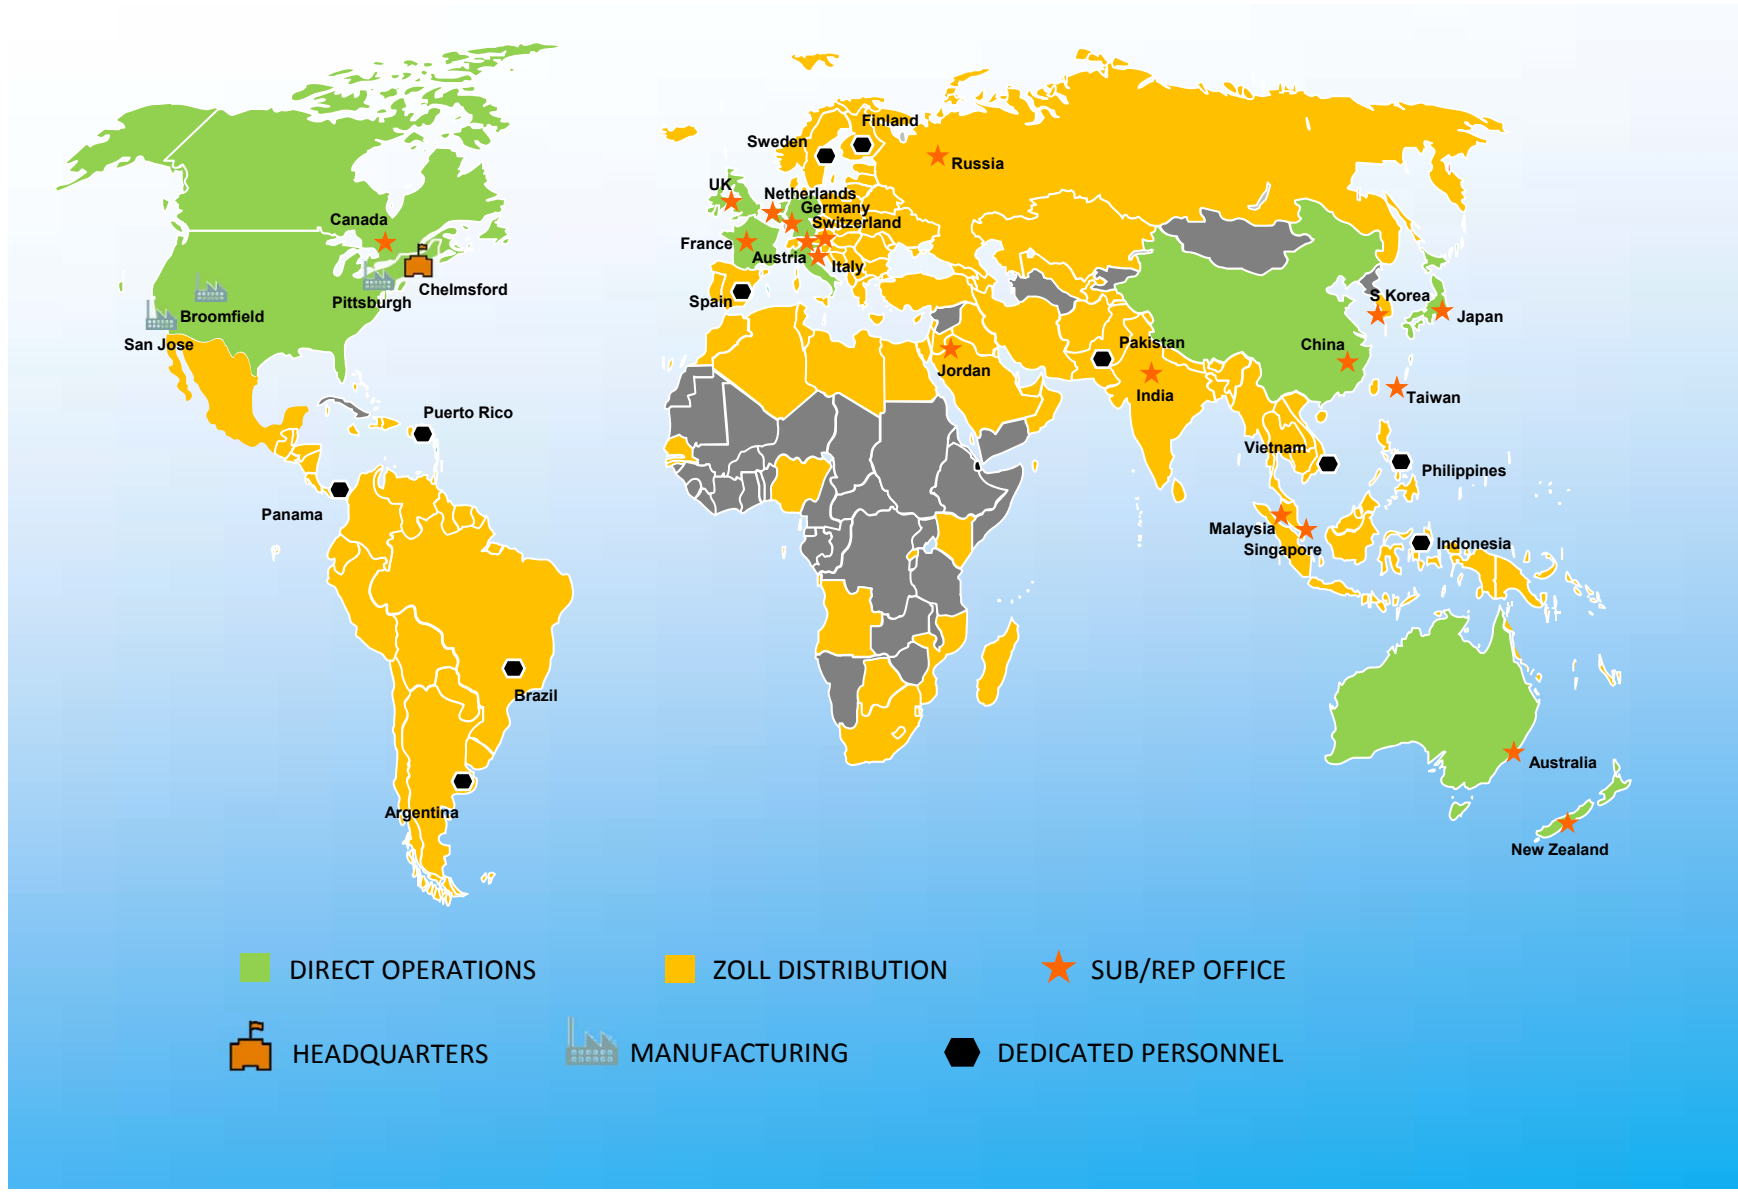 Finland
Sweden
Russia
UK
Netherlands
Germany
Switzerland
Canada
France
Austria
Italy
Chelmsford
Pittsburgh
Spain
S Korea
Broomfield
Japan
San Jose
Pakistan
China
Jordan
India
Taiwan
Puerto Rico
Vietnam
Philippines
Panama
Malaysia
Singapore
Indonesia
Brazil
Australia
Argentina
New Zealand
DIRECT OPERATIONS
ZOLL DISTRIBUTION
SUB/REP OFFICE
HEADQUARTERS
MANUFACTURING
DEDICATED PERSONNEL